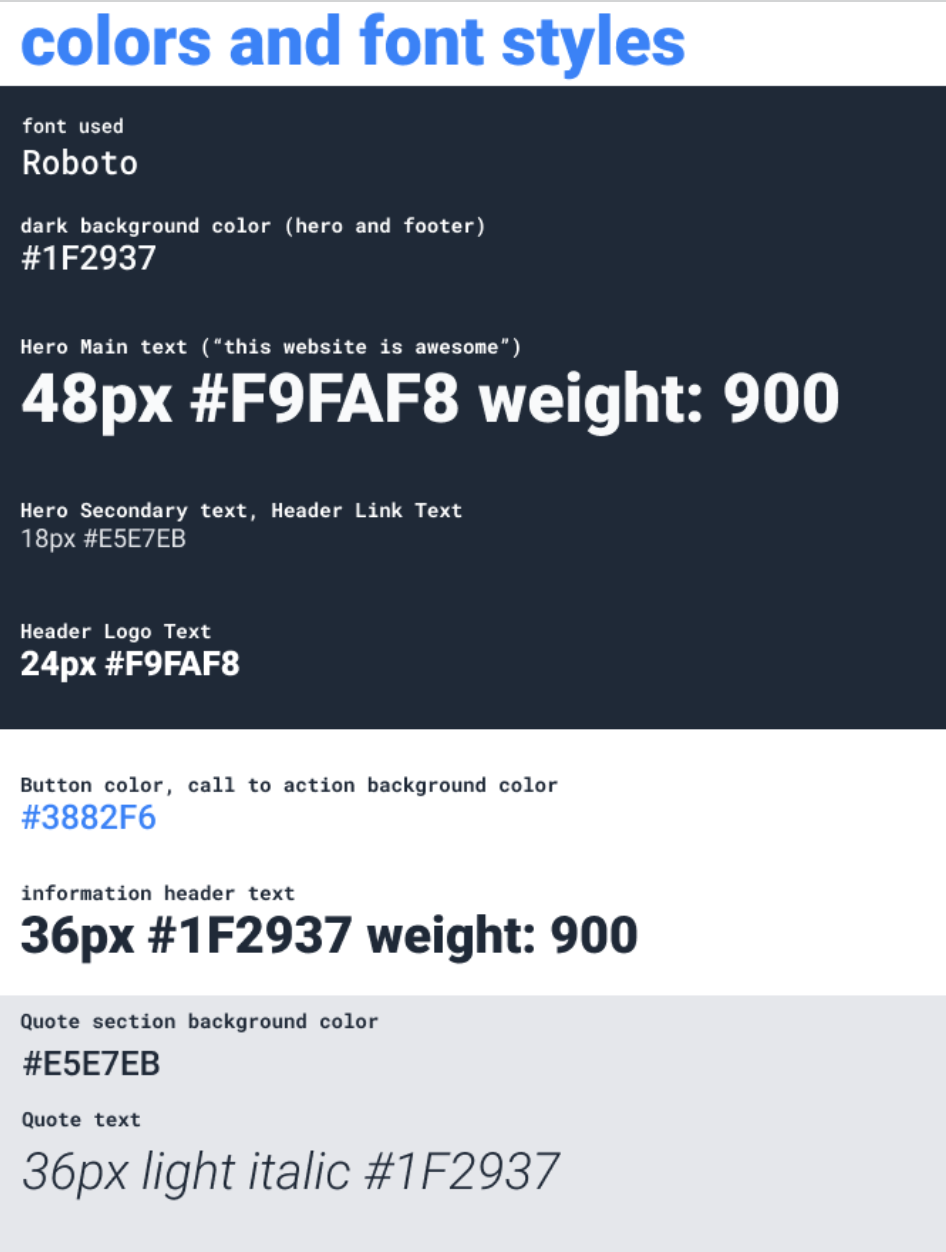 colors and font styles
font used
Roboto
dark background color (hero and footer)
#1F2937
Hero Main text (“this website is awesome”)
48px #F9FAF8 weight: 900
Hero Secondary text, Header Link Text
18px #E5E7EB
Header Logo Text
24px #F9FAF8
Button color, call to action background color
#3882F6
information header text
36px #1F2937 weight: 900
Quote section background color
#E5E7EB
Quote text
36px light italic #1F2937